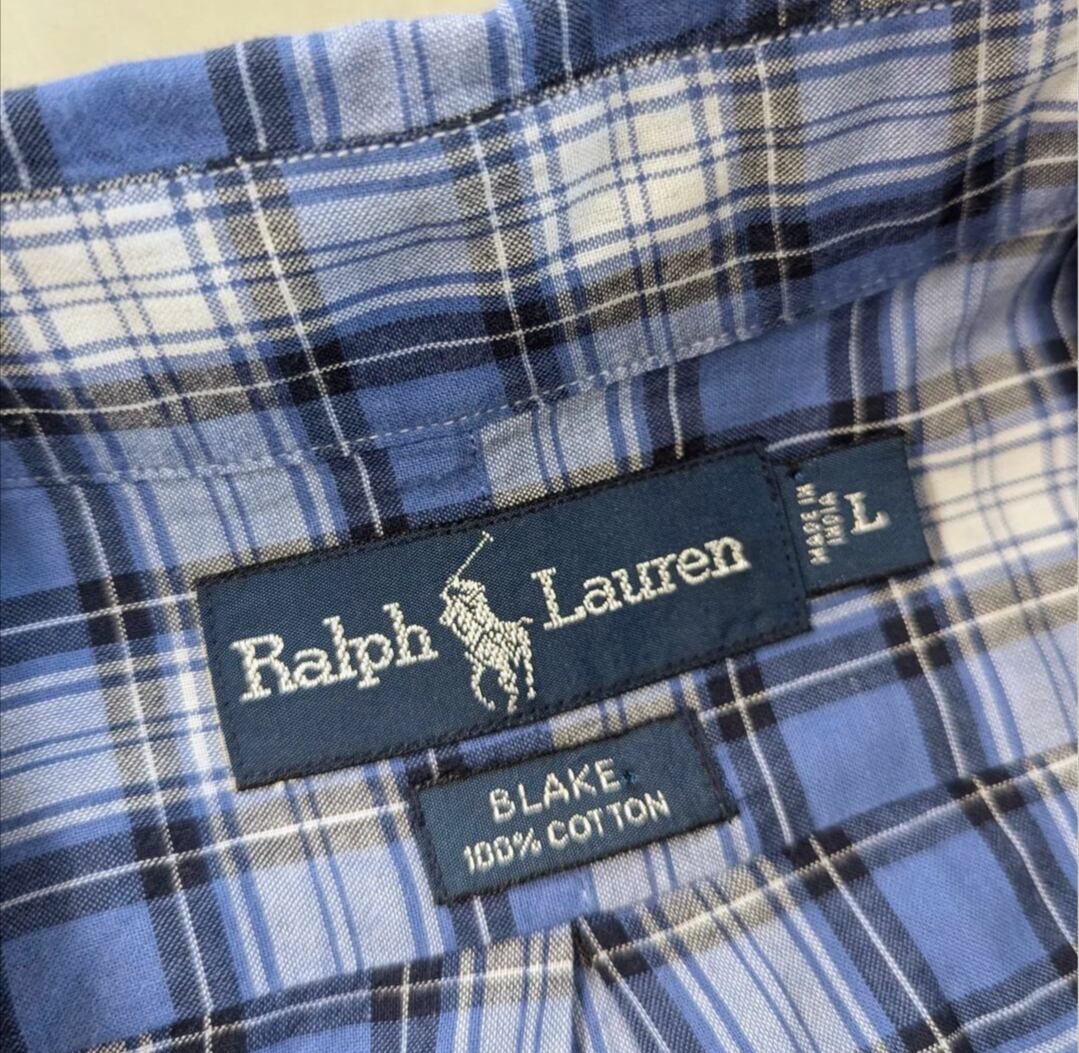 Ralph Lauren
MADE IN
INDIA
L
BLAKE
100% COTTON